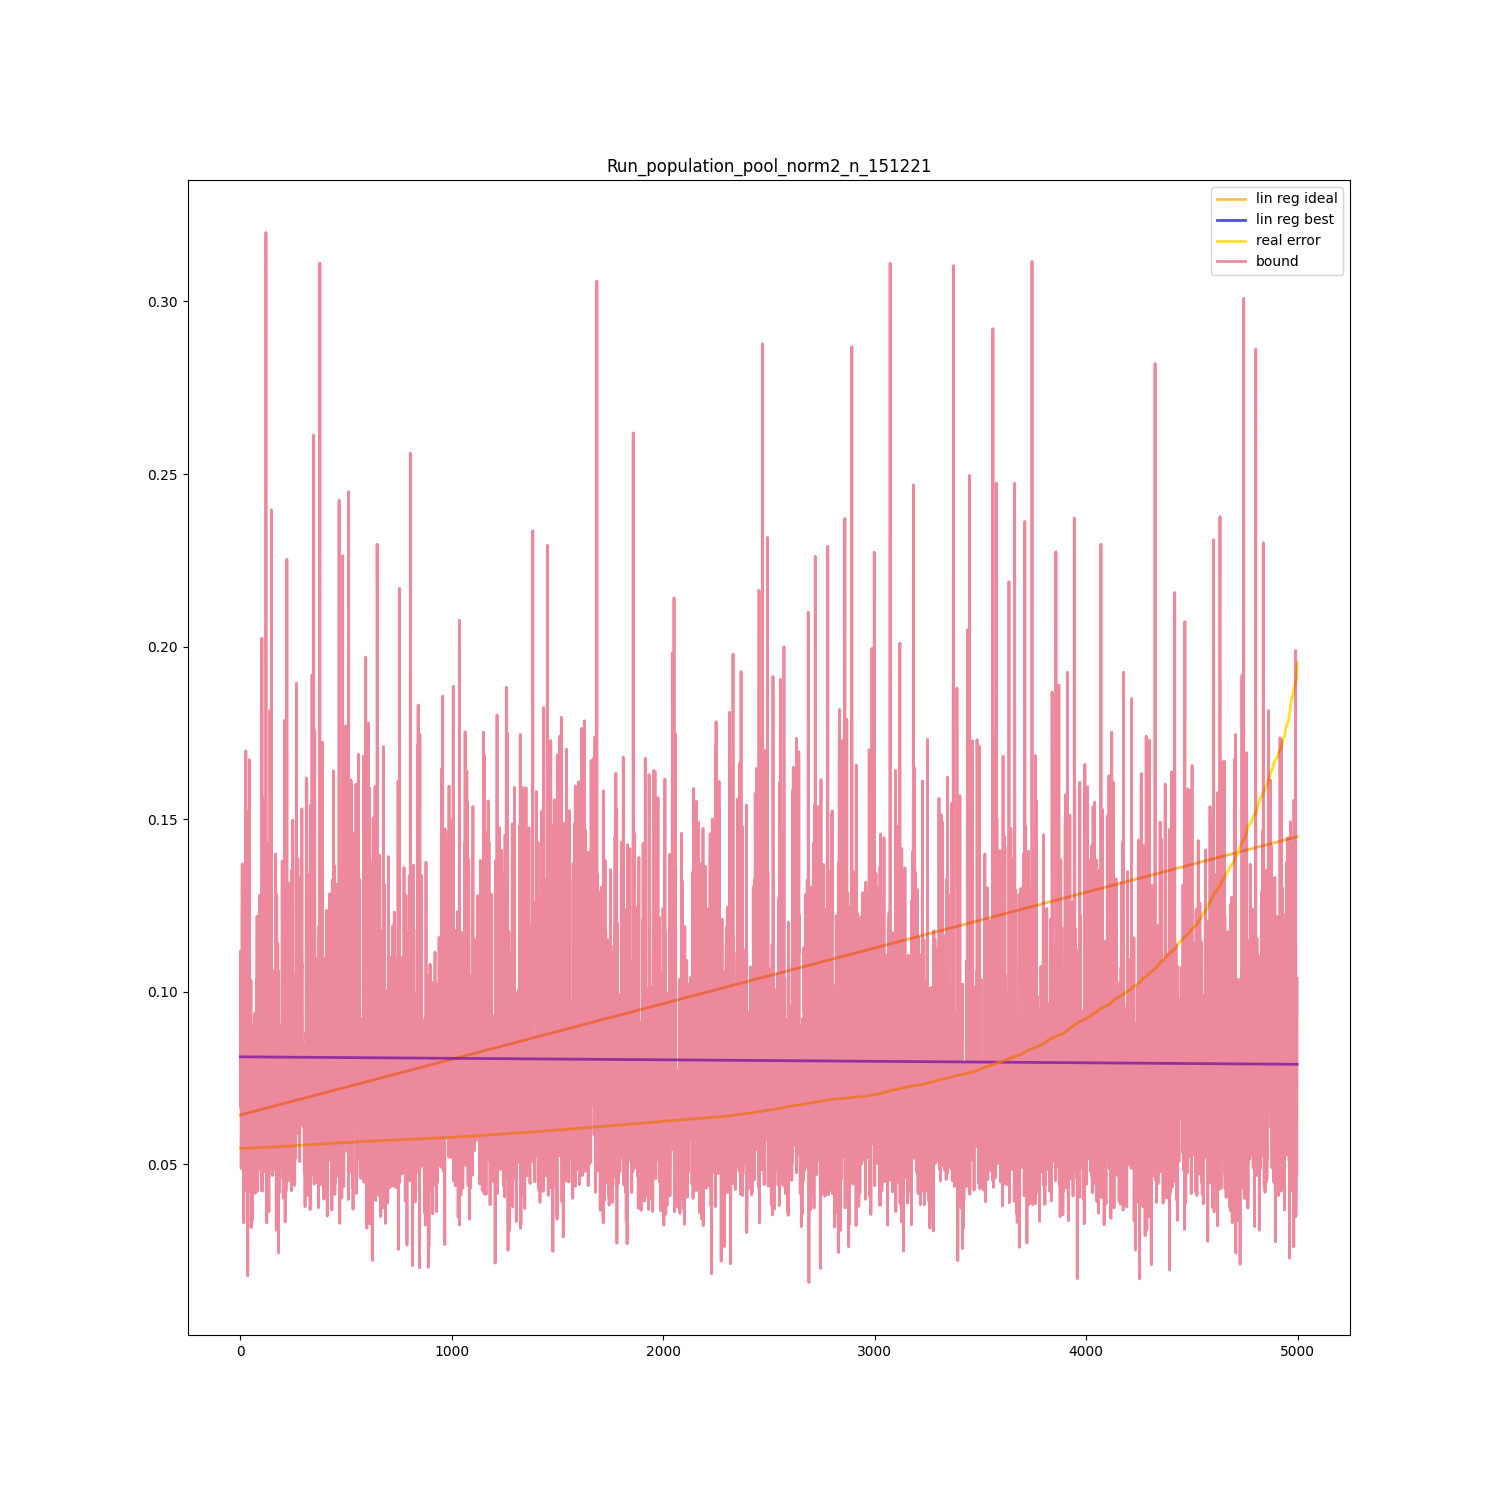 Run_population_pool_norm2_n_151221
lin reg ideal
lin reg best
real error
bound
0.30
0.25
0.20
0.15
0.10
0.05
0 1000 2000 3000 4000 5000